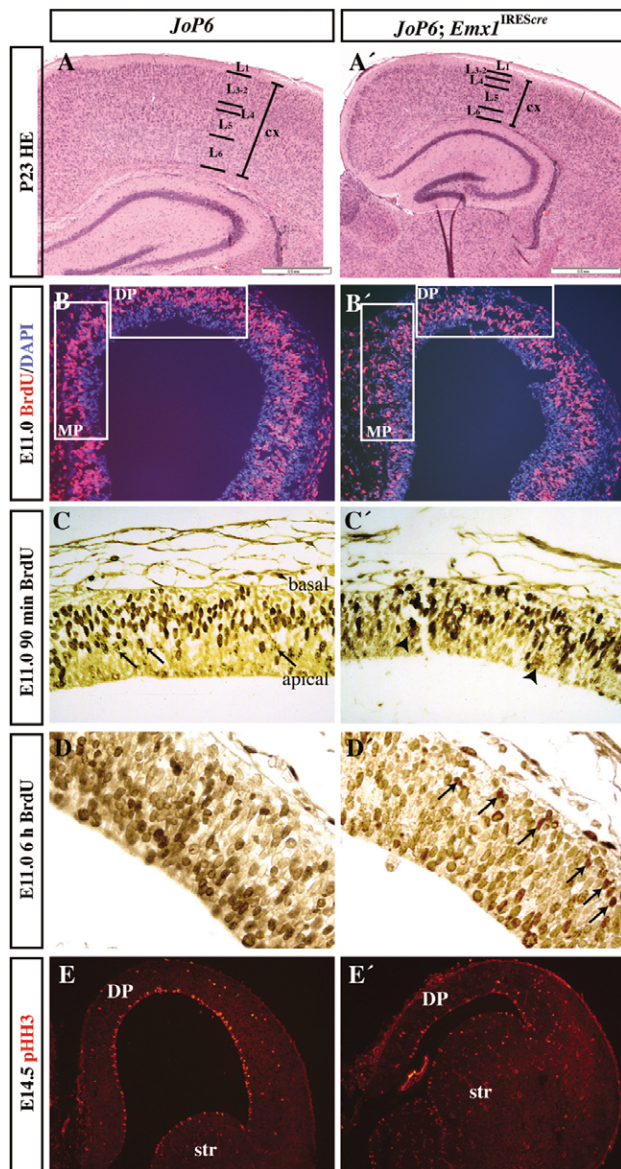 JoP6
JoP6; Emx1^IREScre
P23 HE
A
L1
L3-2
L4
L5
L6
cx
A´
L1
L3-2
L4
L5
L6
cx
E11.0 BrdU/DAPI
B
DP
MP
B´
DP
MP
E11.0 90 min BrdU
C
basal
apical
C´
E11.0 6 h BrdU
D
D´
E14.5 pHH3
E
DP
str
E´
DP
str